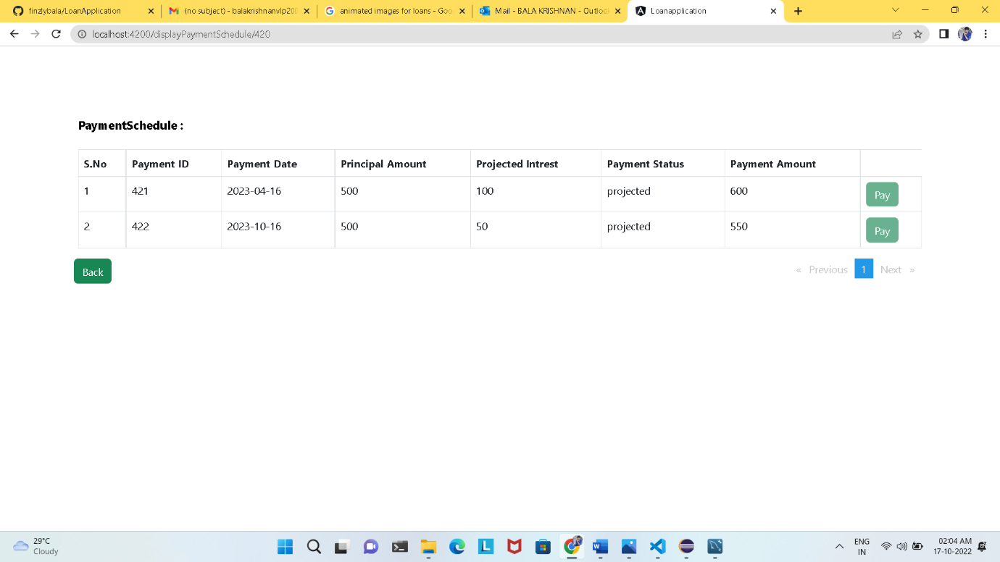 finzlybala/LoanApplication
(no subject) - balakrishnanvlp200
animated images for loans - Goo
Mail - BALA KRISHNAN - Outlook
Loanapplication
localhost:4200/displayPaymentSchedule/420
PaymentSchedule :
S.No Payment ID Payment Date Principal Amount Projected Intrest Payment Status Payment Amount
1 421 2023-04-16 500 100 projected 600 Pay
2 422 2023-10-16 500 50 projected 550 Pay
Back « Previous 1 Next »
29°C
Cloudy
ENG
IN
02:04 AM
17-10-2022